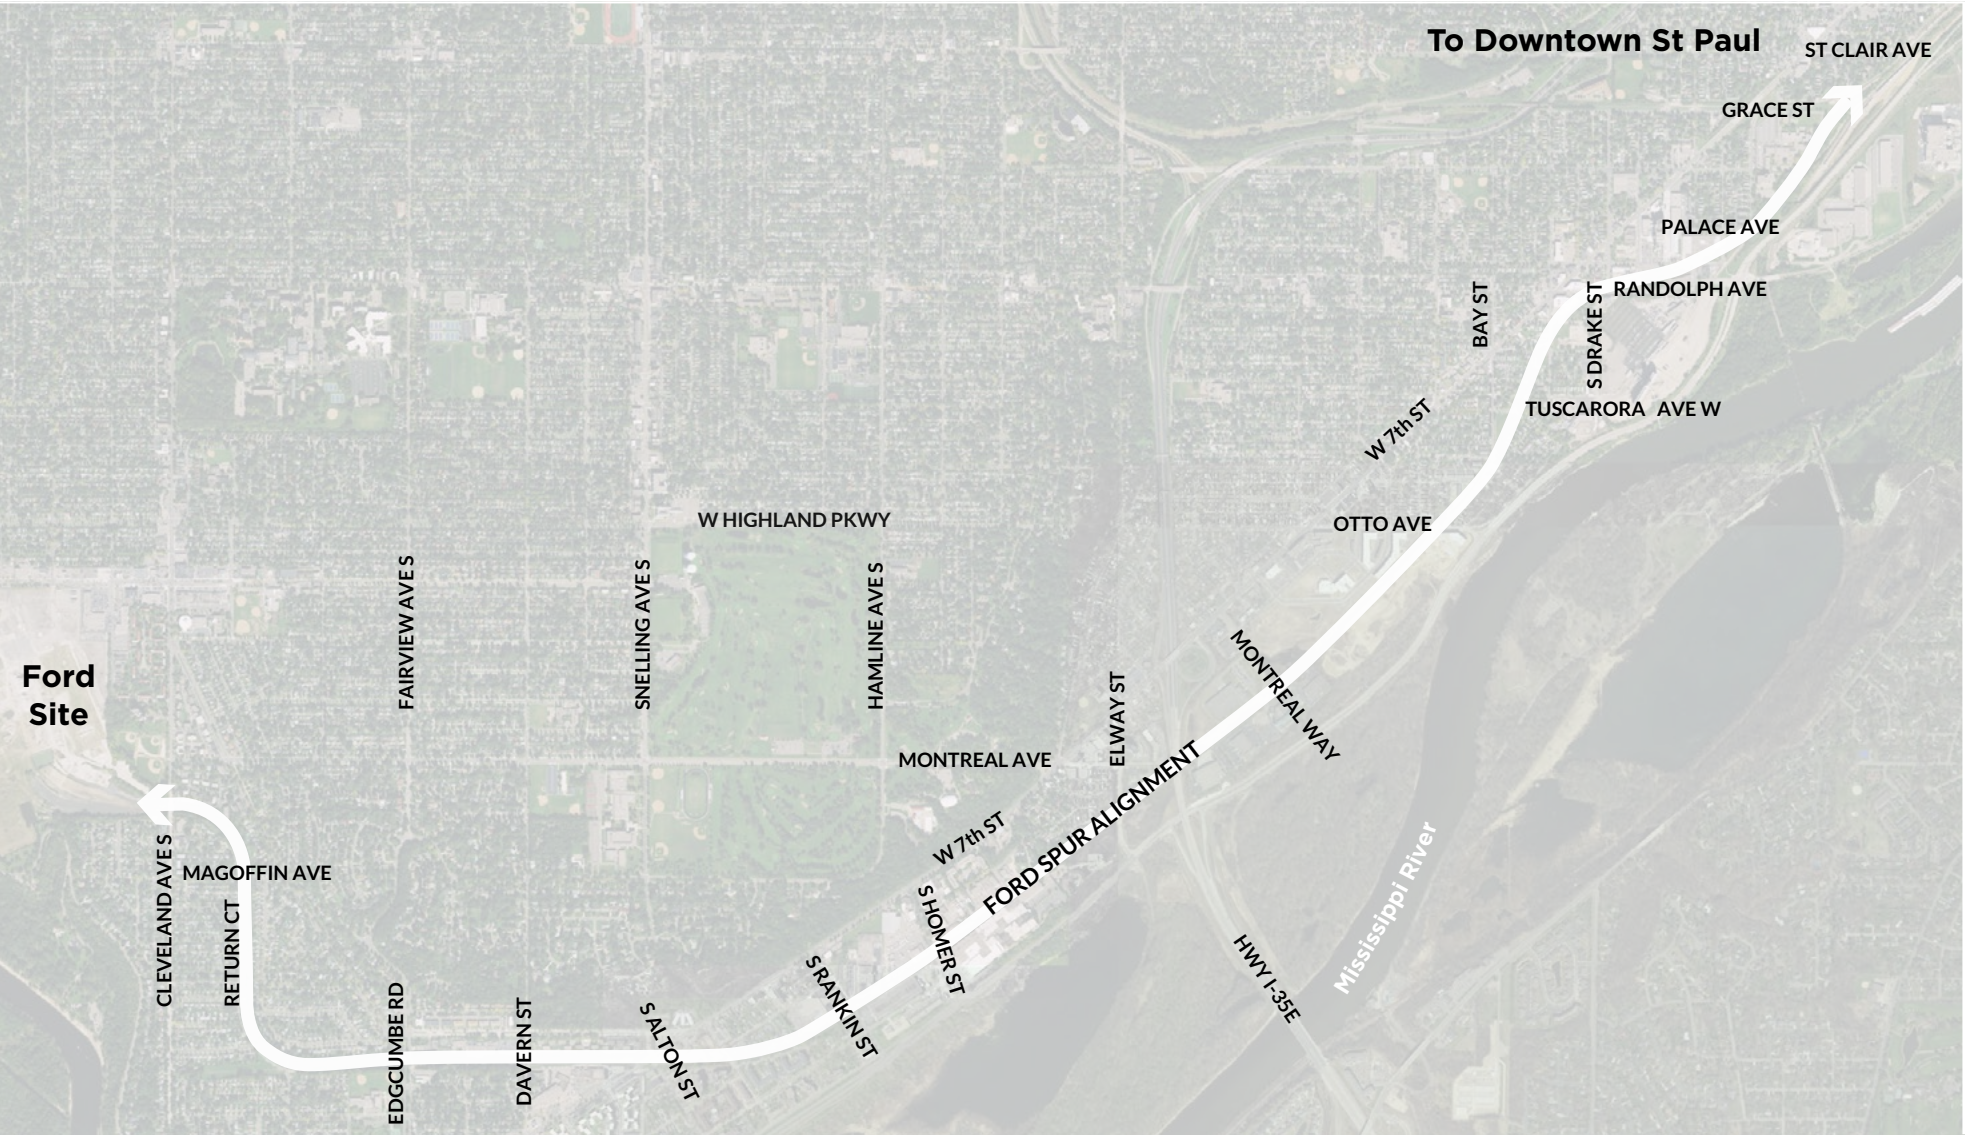 To Downtown St Paul
ST CLAIR AVE
GRACE ST
PALACE AVE
RANDOLPH AVE
BAY ST
S DRAKE ST
TUSCARORA AVE W
W 7th ST
W HIGHLAND PKWY
OTTO AVE
FAIRVIEW AVE S
SNELLING AVE S
HAMLINE AVE S
Ford
Site
MONTREAL WAY
ELWAY ST
MONTREAL AVE
FORD SPUR ALIGNMENT
W 7th ST
CLEVELAND AVE S
MAGOFFIN AVE
RETURN CT
S HOMER ST
Mississippi River
HWY I-35E
S RANKIN ST
EDGCUMBE RD
DAVERN ST
S ALTON ST